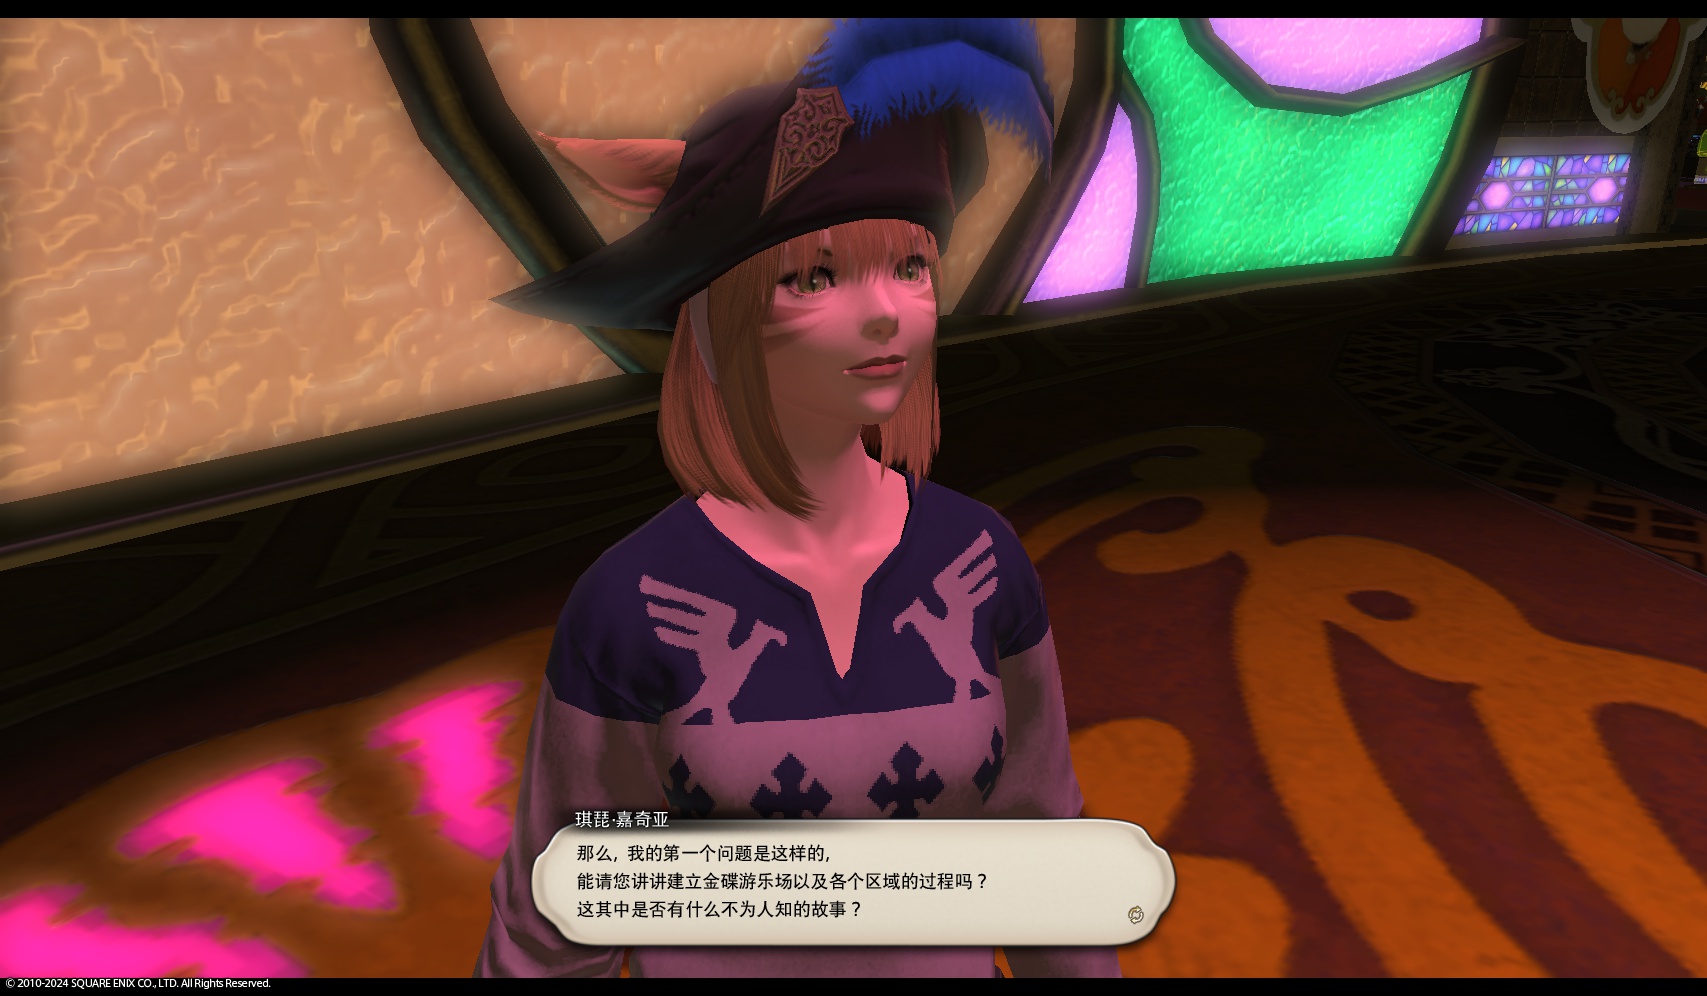 琪琵·嘉奇亚
那么，我的第一个问题是这样的，
能请您讲讲建立金碟游乐场以及各个区域的过程吗？
这其中是否有什么不为人知的故事？
© 2010-2024 SQUARE ENIX CO., LTD. All Rights Reserved.